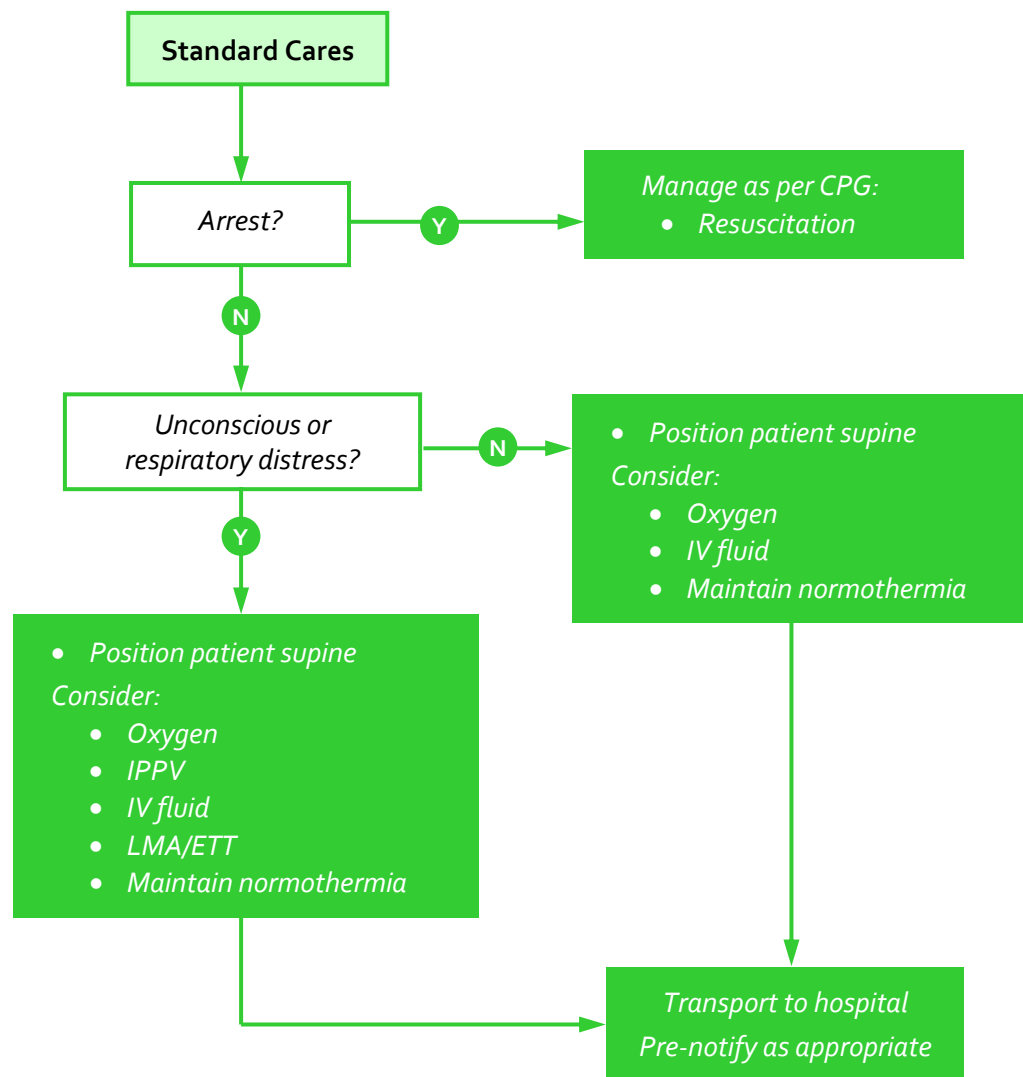 Standard Cares
Arrest?
Y
Manage as per CPG:
• Resuscitation
N
Unconscious or
respiratory distress?
N
• Position patient supine
Consider:
• Oxygen
• IV fluid
• Maintain normothermia
Y
• Position patient supine
Consider:
• Oxygen
• IPPV
• IV fluid
• LMA/ETT
• Maintain normothermia
Transport to hospital
Pre-notify as appropriate